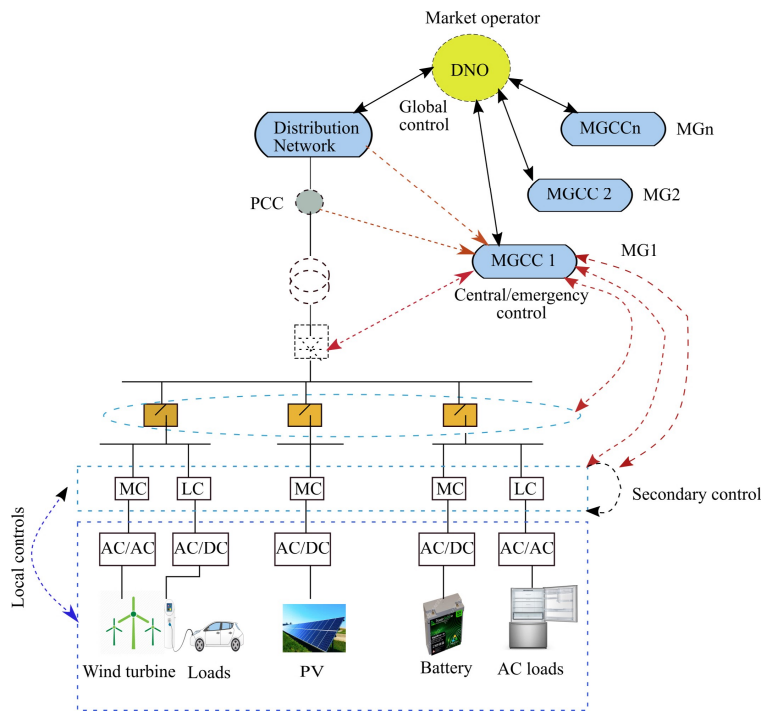 Market operator
DNO
Global
control
Distribution
Network
MGCCn
MGn
MGCC 2
MG2
PCC
MGCC 1
MG1
Central/emergency
control
MC
LC
MC
MC
LC
Secondary control
Local controls
AC/AC
AC/DC
AC/DC
AC/DC
AC/AC
Wind turbine
Loads
PV
Battery
AC loads